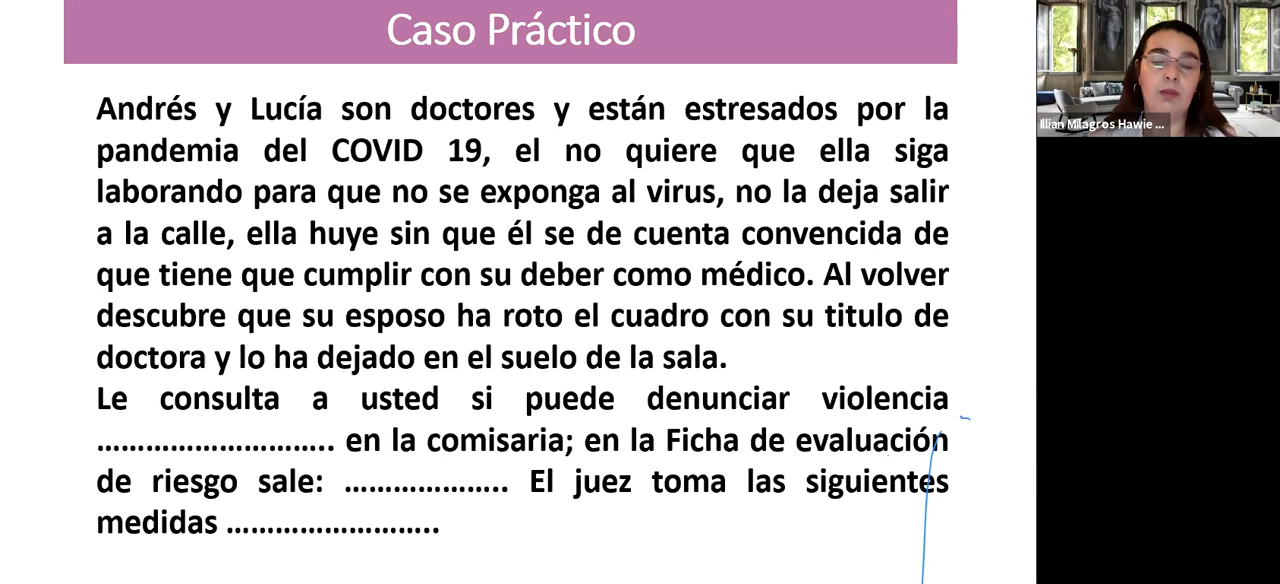 Caso Práctico
Andrés y Lucía son doctores y están estresados por la
pandemia del COVID 19, el no quiere que ella siga
laborando para que no se exponga al virus, no la deja salir
a la calle, ella huye sin que él se de cuenta convencida de
que tiene que cumplir con su deber como médico. Al volver
descubre que su esposo ha roto el cuadro con su titulo de
doctora y lo ha dejado en el suelo de la sala.
Le consulta a usted si puede denunciar violencia
............................. en la comisaria; en la Ficha de evaluación
de riesgo sale: .................... El juez toma las siguientes
medidas ..........................
Illian Milagros Hawie ...